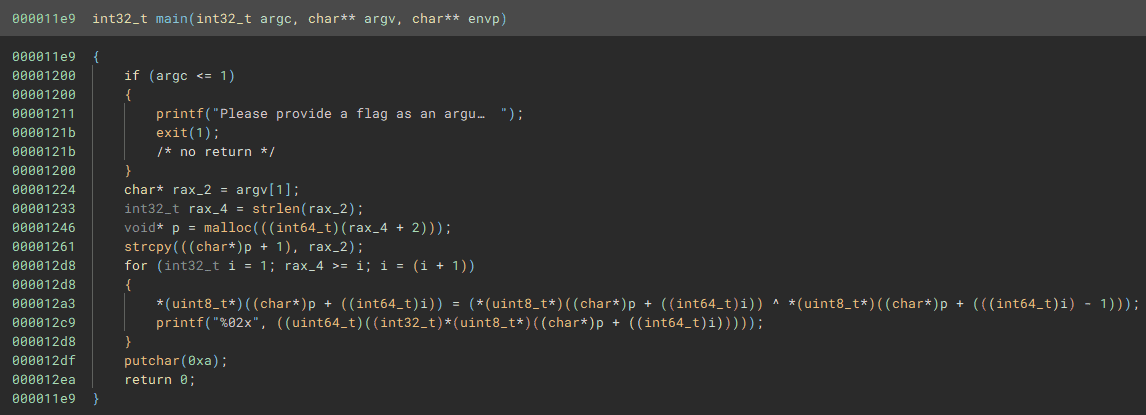 000011e9  int32_t main(int32_t argc, char** argv, char** envp)
000011e9  {
00001200      if (argc <= 1)
00001200      {
00001211          printf("Please provide a flag as an argu…  ");
0000121b          exit(1);
0000121b          /* no return */
00001200      }
00001224      char* rax_2 = argv[1];
00001233      int32_t rax_4 = strlen(rax_2);
00001246      void* p = malloc(((int64_t)(rax_4 + 2)));
00001261      strcpy(((char*)p + 1), rax_2);
000012d8      for (int32_t i = 1; rax_4 >= i; i = (i + 1))
000012d8      {
000012a3          *(uint8_t*)((char*)p + ((int64_t)i)) = (*(uint8_t*)((char*)p + ((int64_t)i)) ^ *(uint8_t*)((char*)p + (((int64_t)i) - 1)));
000012c9          printf("%02x", ((uint64_t)((int32_t)*(uint8_t*)((char*)p + ((int64_t)i)))));
000012d8      }
000012df      putchar(0xa);
000012ea      return 0;
000011e9  }